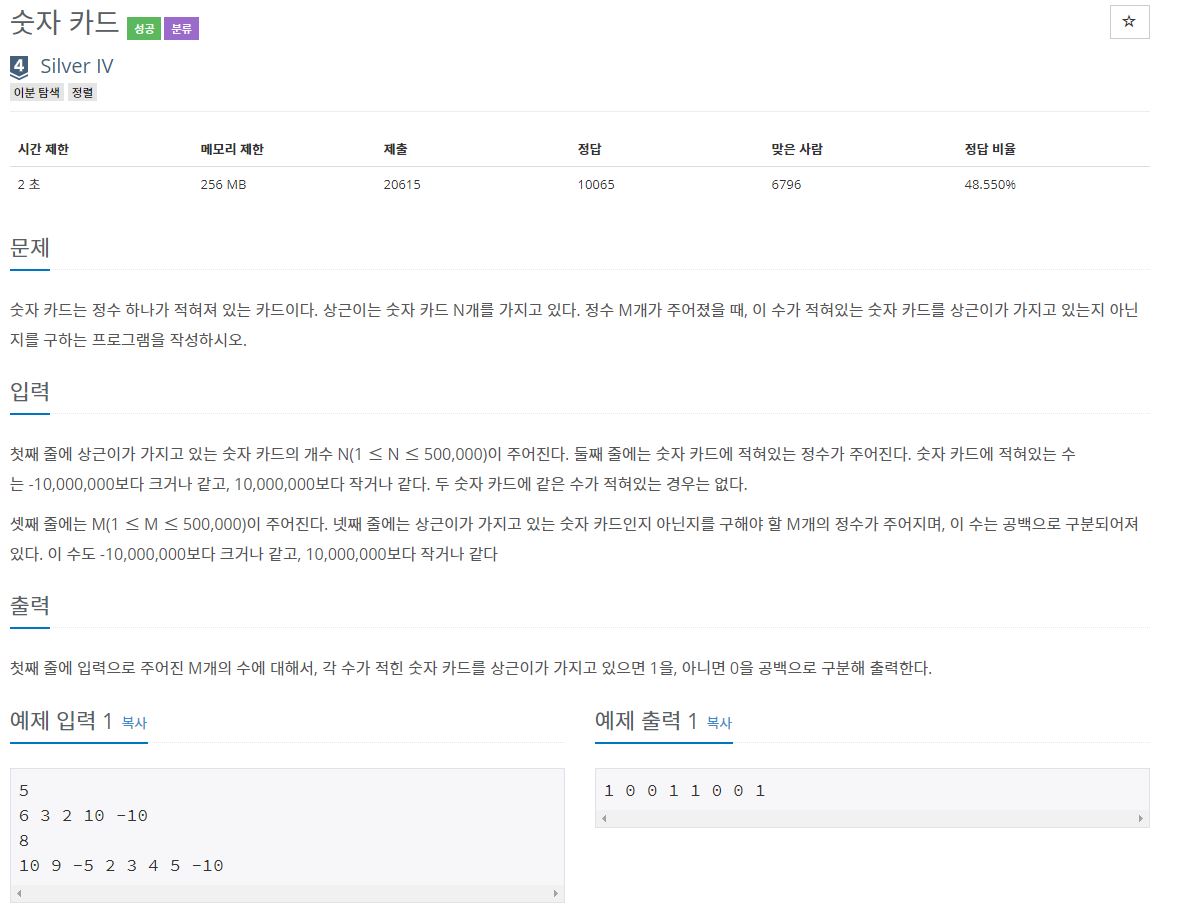 숫자 카드 성공 분류
☆
4 Silver IV
이분 탐색 정렬
시간 제한 메모리 제한 제출 정답 맞은 사람 정답 비율
2 초 256 MB 20615 10065 6796 48.550%
문제
숫자 카드는 정수 하나가 적혀져 있는 카드이다. 상근이는 숫자 카드 N개를 가지고 있다. 정수 M개가 주어졌을 때, 이 수가 적혀있는 숫자 카드를 상근이가 가지고 있는지 아닌
지를 구하는 프로그램을 작성하시오.
입력
첫째 줄에 상근이가 가지고 있는 숫자 카드의 개수 N(1 ≤ N ≤ 500,000)이 주어진다. 둘째 줄에는 숫자 카드에 적혀있는 정수가 주어진다. 숫자 카드에 적혀있는 수
는 -10,000,000보다 크거나 같고, 10,000,000보다 작거나 같다. 두 숫자 카드에 같은 수가 적혀있는 경우는 없다.
셋째 줄에는 M(1 ≤ M ≤ 500,000)이 주어진다. 넷째 줄에는 상근이가 가지고 있는 숫자 카드인지 아닌지를 구해야 할 M개의 정수가 주어지며, 이 수는 공백으로 구분되어져
있다. 이 수도 -10,000,000보다 크거나 같고, 10,000,000보다 작거나 같다
출력
첫째 줄에 입력으로 주어진 M개의 수에 대해서, 각 수가 적힌 숫자 카드를 상근이가 가지고 있으면 1을, 아니면 0을 공백으로 구분해 출력한다.
예제 입력 1 복사
5
6 3 2 10 -10
8
10 9 -5 2 3 4 5 -10
예제 출력 1 복사
1 0 0 1 1 0 0 1